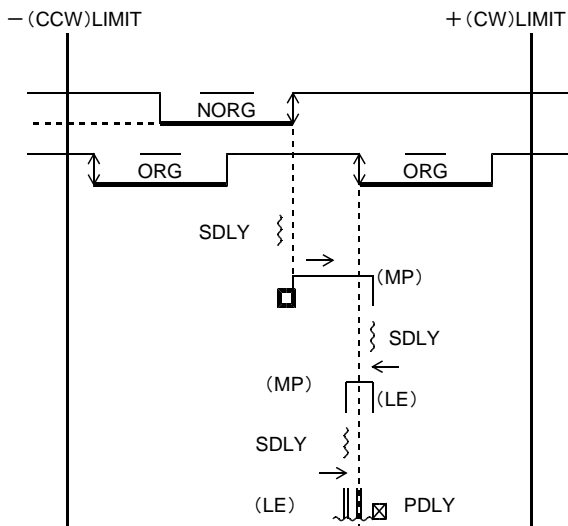 －(CCW)LIMIT
＋(CW)LIMIT
NORG
ORG
ORG
SDLY
(MP)
SDLY
(MP)
(LE)
SDLY
(LE)
PDLY